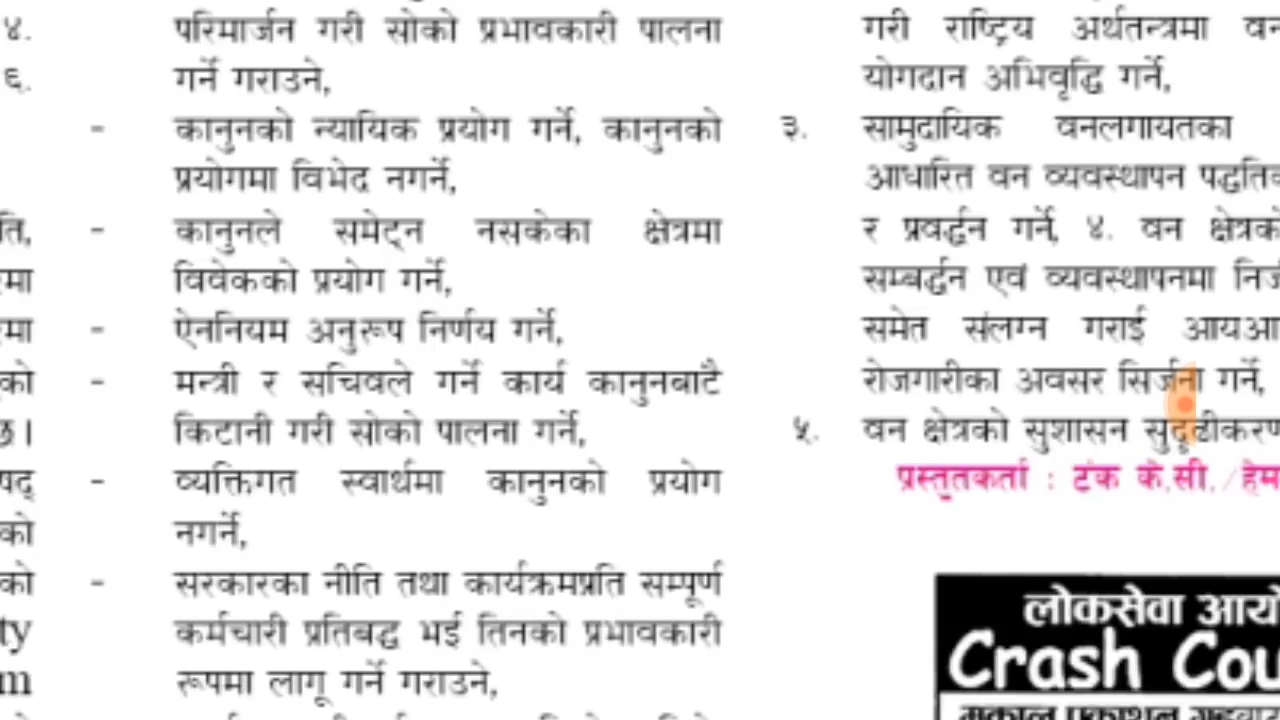 ४.
६.
ति,
को
छ।
पद्
को
को
ty
m
परिमार्जन गरी सोको प्रभावकारी पालना
गर्ने गराउने,
- कानुनको न्यायिक प्रयोग गर्ने, कानुनको
प्रयोगमा विभेद नगर्ने,
- कानुनले समेट्न नसकेका क्षेत्रमा
विवेकको प्रयोग गर्ने,
- ऐननियम अनुरूप निर्णय गर्ने,
- मन्त्री र सचिवले गर्ने कार्य कानुनबाटै
किटानी गरी सोको पालना गर्ने,
- व्यक्तिगत स्वार्थमा कानुनको प्रयोग
नगर्ने,
- सरकारका नीति तथा कार्यक्रमप्रति सम्पूर्ण
कर्मचारी प्रतिबद्ध भई तिनको प्रभावकारी
रूपमा लागू गर्ने गराउने,
गरी राष्ट्रिय अर्थतन्त्रमा वन
योगदान अभिवृद्धि गर्ने,
३. सामुदायिक वनलगायतका
आधारित वन व्यवस्थापन
र प्रवर्द्धन गर्ने, ४. वन क्षेत्रको
सम्बर्द्धन एवं व्यवस्थापनमा
समेत संलग्न गराई
रोजगारीका अवसर सिर्जना गर्ने,
५. वन क्षेत्रको सुशासन सुदृढीकरण
प्रस्तुतकर्ता : टंक के.सी./हेम
लोकसेवा
Crash